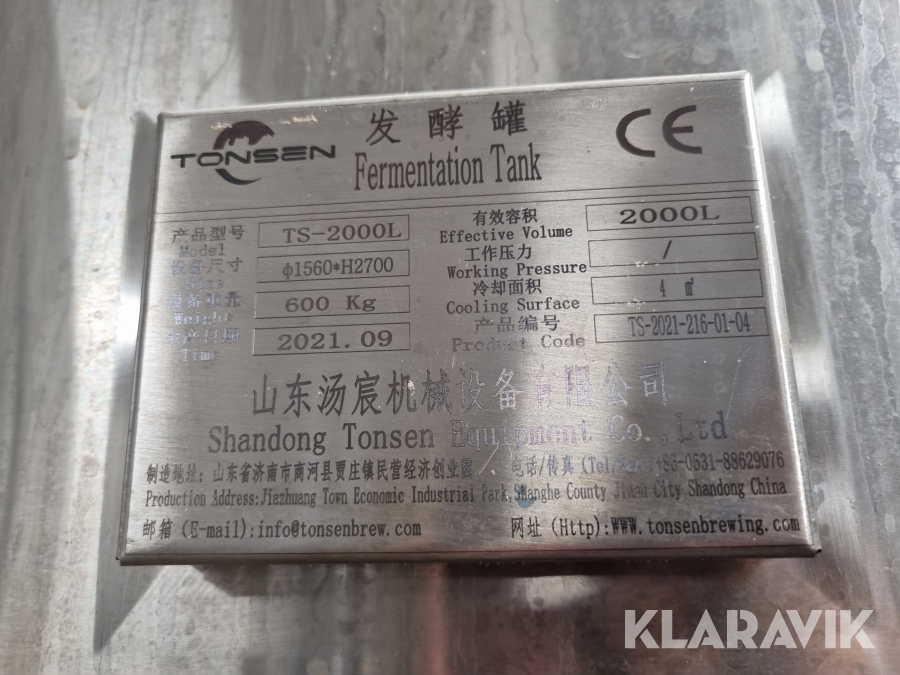 TONSEN
发酵罐
Fermentation Tank
CE
产品型号 TS-2000L
Model
有效容积 2000L
Effective Volume
设备尺寸 φ1560*H2700
Size
工作压力 /
Working Pressure
设备重量 600 Kg
Weight
冷却面积 4 ㎡
Cooling Surface
生产日期 2021.09
Time
产品编号 TS-2021-216-01-04
Product Code
山东汤宸机械设备有限公司
Shandong Tonsen Equipment Co.,Ltd
制造地址: 山东省济南市商河县贾庄镇民营经济创业园 电话/传真 (Tel/Fax): +86-0531-88629076
Production Address:Jiazhuang Town Economic Industrial Park,Shanghe County Jinan City Shandong China
邮箱 (E-mail):info@tonsenbrew.com 网址 (Http):WWW.tonsenbrewing.com
KLARAVIK